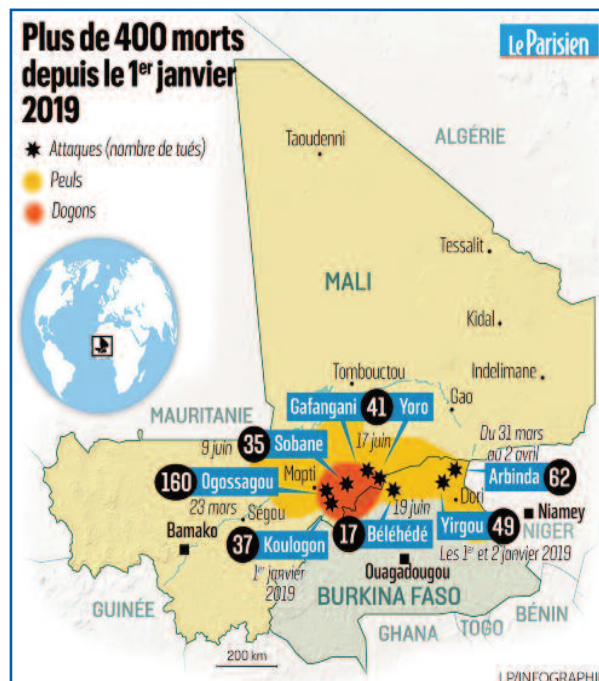 Plus de 400 morts
depuis le 1er janvier
2019
Le Parisien
Attaques (nombre de tués)
Peuls
Dogons
ALGÉRIE
Taoudenni
Tessalit
MALI
Kidal
Tombouctou
Indelimane
Gao
MAURITANIE
Gafangani 41 Yoro
17 juin
Du 31 mars
au 2 avril
9 juin
35 Sobane
Arbinda 62
160 Ogossagou
Mopti
23 mars
Ségou
19 juin
Dori
Niamey
Bamako
37 Koulogon
17 Béléhédé
Yirgou 49
NIGER
1er janvier
2019
Les 1er et 2 janvier 2019
Ouagadougou
GUINÉE
BURKINA FASO
BÉNIN
TOGO
GHANA
200 km
LP/INFOGRAPHIE